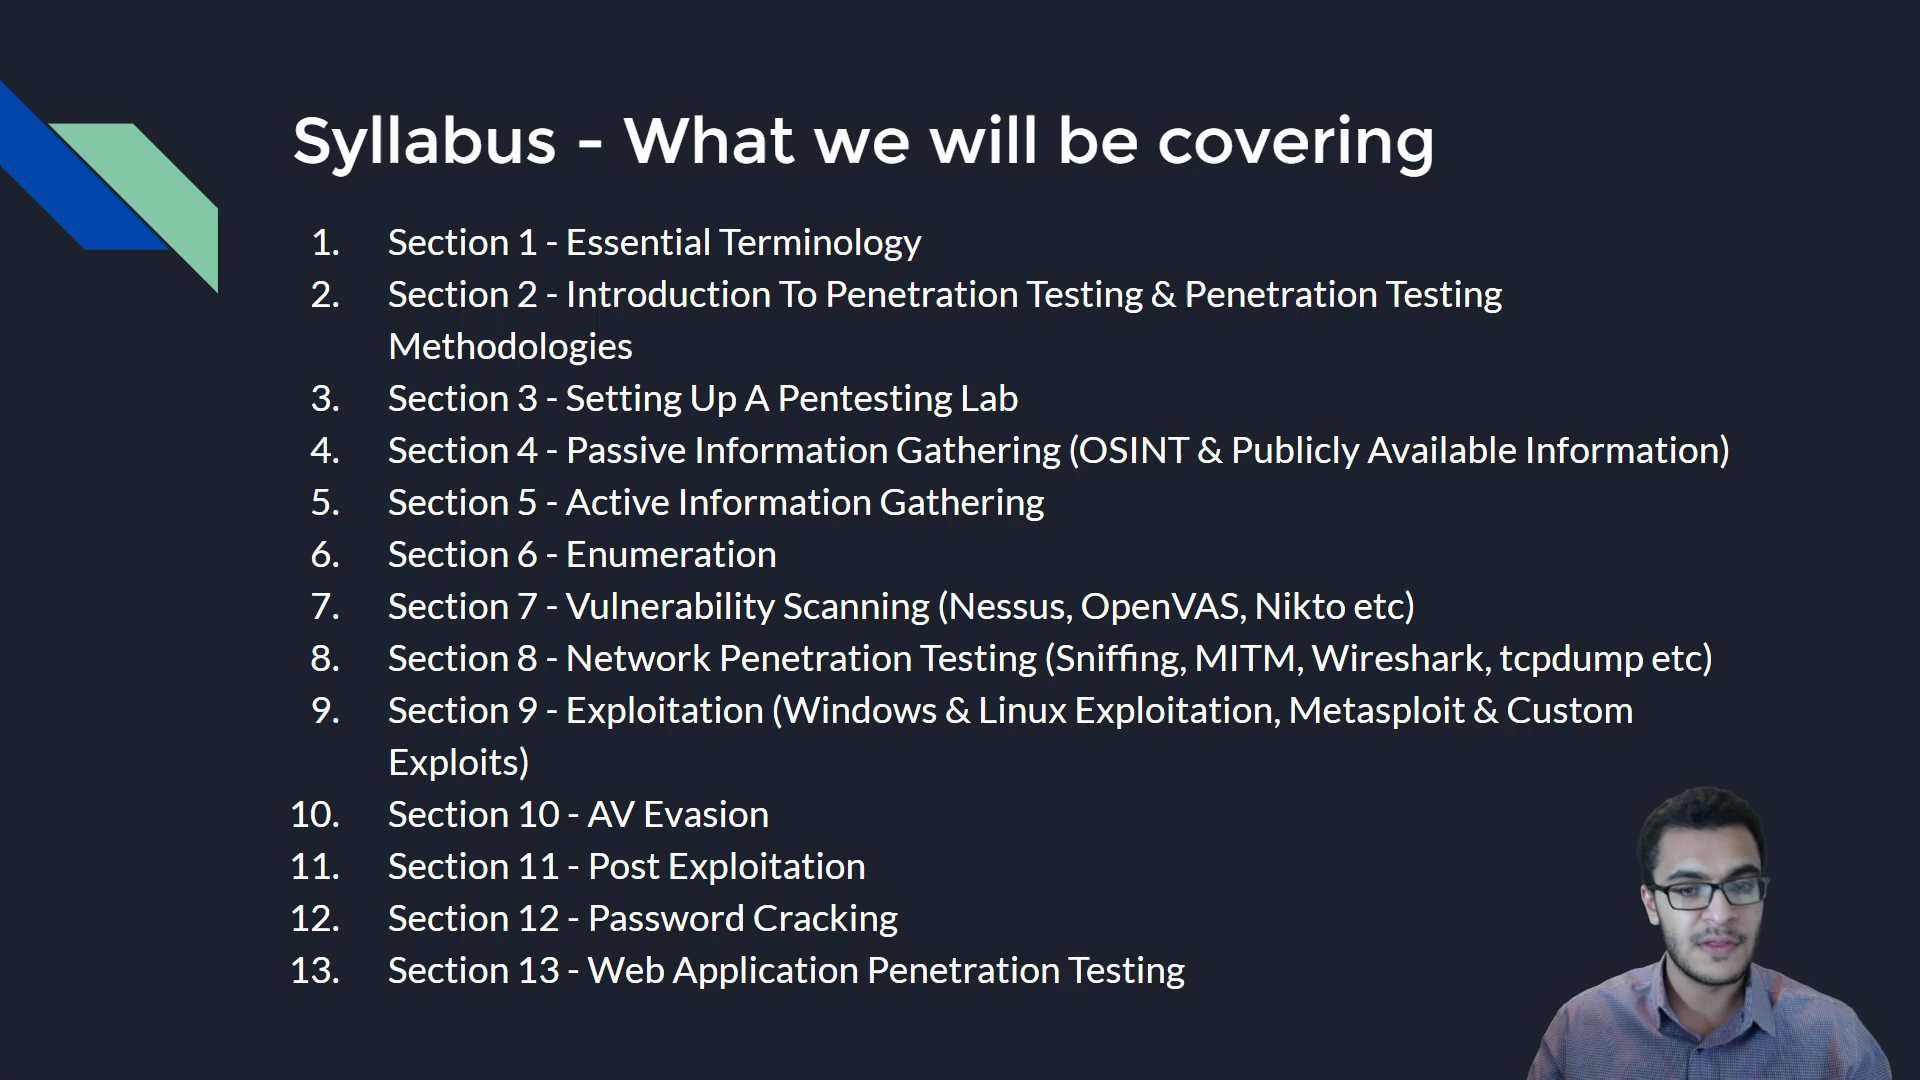 Syllabus - What we will be covering
1. Section 1 - Essential Terminology
2. Section 2 - Introduction To Penetration Testing & Penetration Testing
Methodologies
3. Section 3 - Setting Up A Pentesting Lab
4. Section 4 - Passive Information Gathering (OSINT & Publicly Available Information)
5. Section 5 - Active Information Gathering
6. Section 6 - Enumeration
7. Section 7 - Vulnerability Scanning (Nessus, OpenVAS, Nikto etc)
8. Section 8 - Network Penetration Testing (Sniffing, MITM, Wireshark, tcpdump etc)
9. Section 9 - Exploitation (Windows & Linux Exploitation, Metasploit & Custom
Exploits)
10. Section 10 - AV Evasion
11. Section 11 - Post Exploitation
12. Section 12 - Password Cracking
13. Section 13 - Web Application Penetration Testing